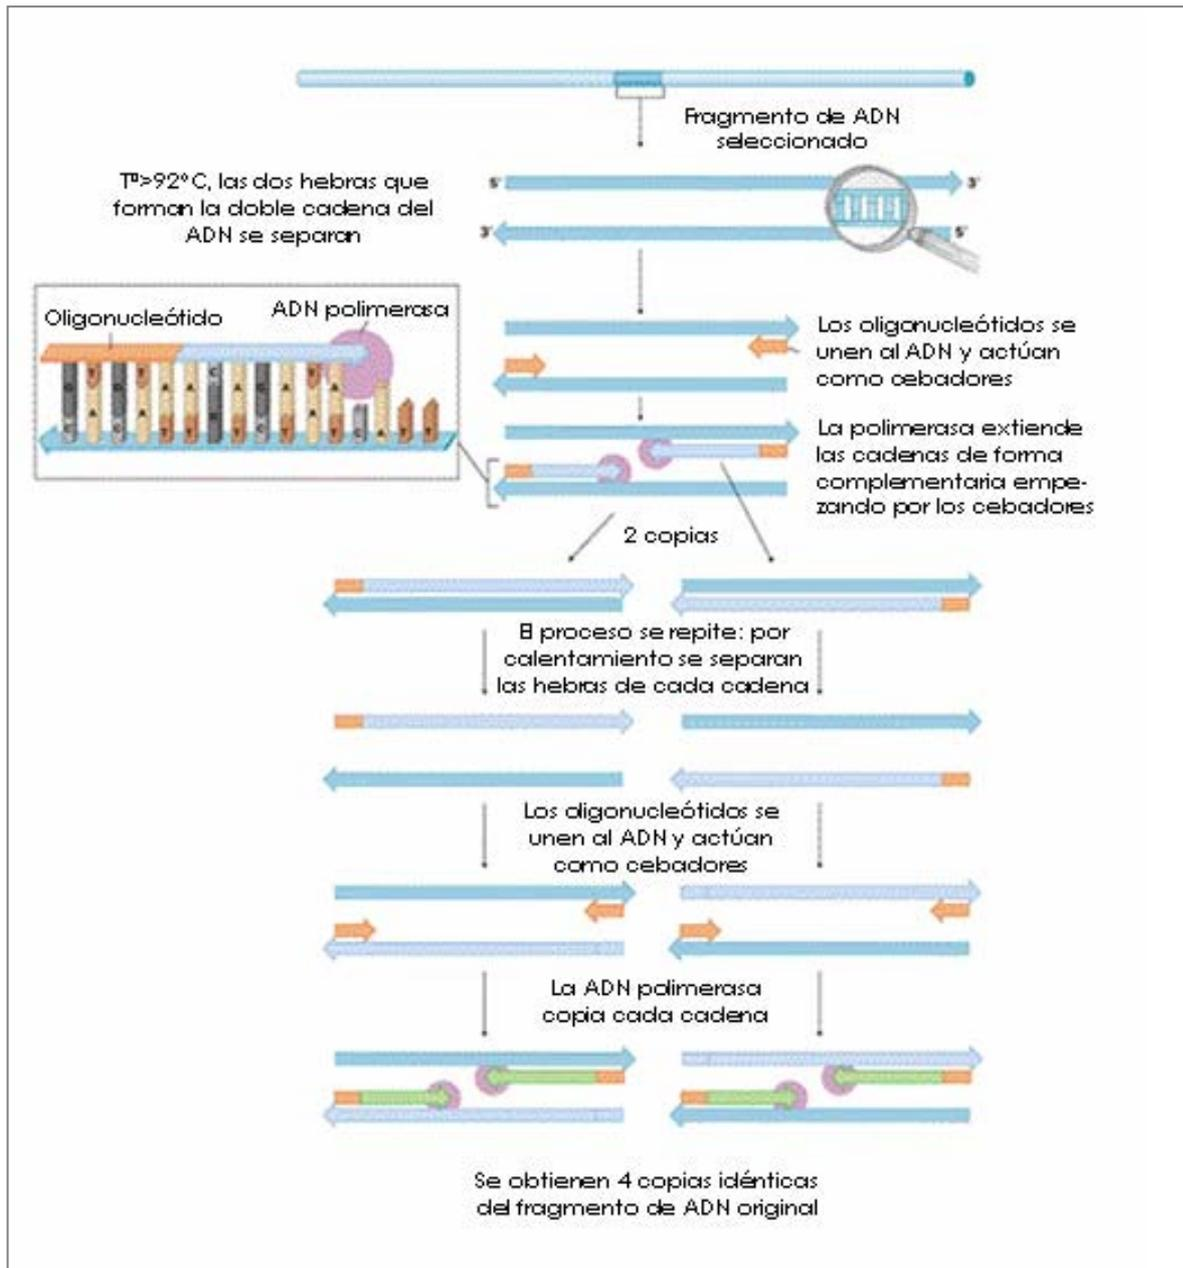 Fragmento de ADN
seleccionado
Tª>92°C, las dos hebras que
forman la doble cadena del
ADN se separan
5'
3'
3'
5'
Oligonucleótido
ADN polimerasa
Los oligonucleótidos se
unen al ADN y actúan
como cebadores
La polimerasa extiende
las cadenas de forma
complementaria empe-
zando por los cebadores
2 copias
El proceso se repite: por
calentamiento se separan
las hebras de cada cadena
Los oligonucleótidos se
unen al ADN y actúan
como cebadores
La ADN polimerasa
copia cada cadena
Se obtienen 4 copias idénticas
del fragmento de ADN original